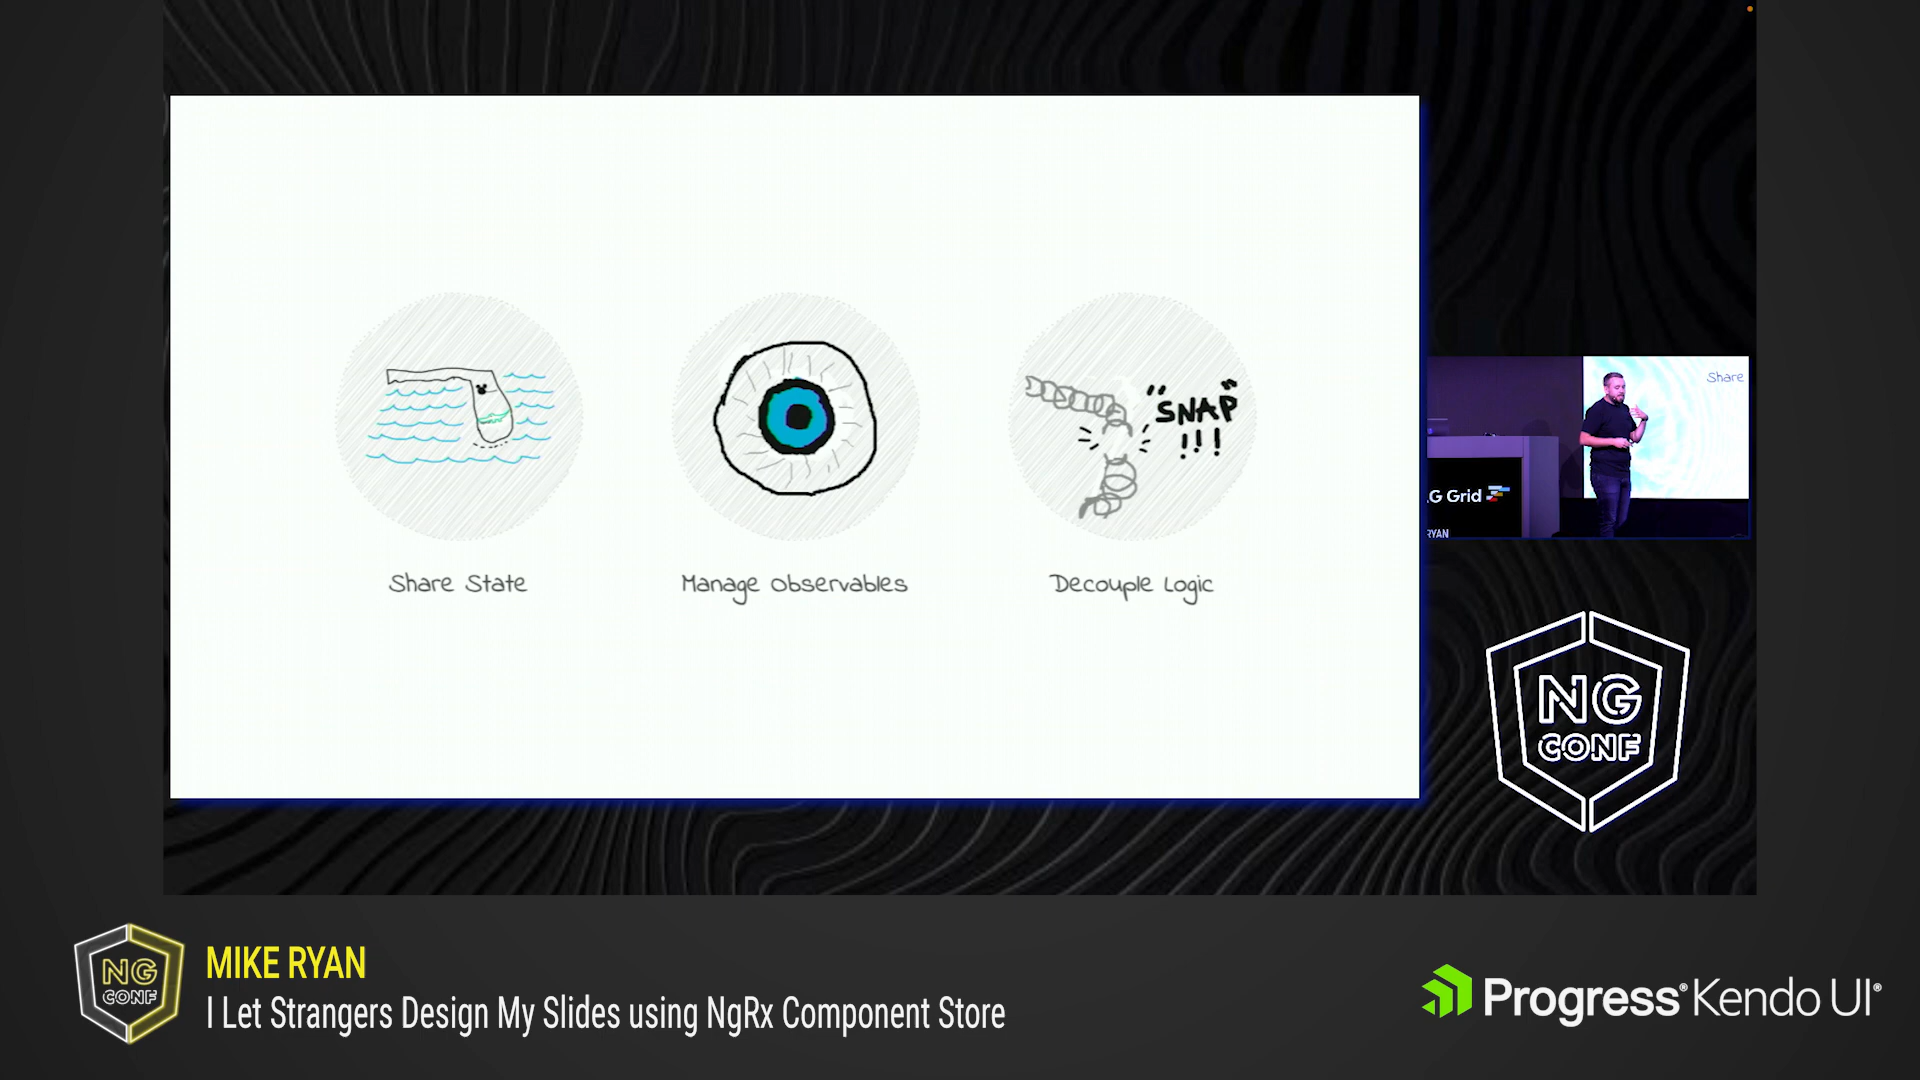 "SNAP"
!!!
Share State
Manage Observables
Decouple Logic
Share
G Grid
RYAN
NG
CONF
NG
CONF
MIKE RYAN
I Let Strangers Design My Slides using NgRx Component Store
Progress® Kendo UI®